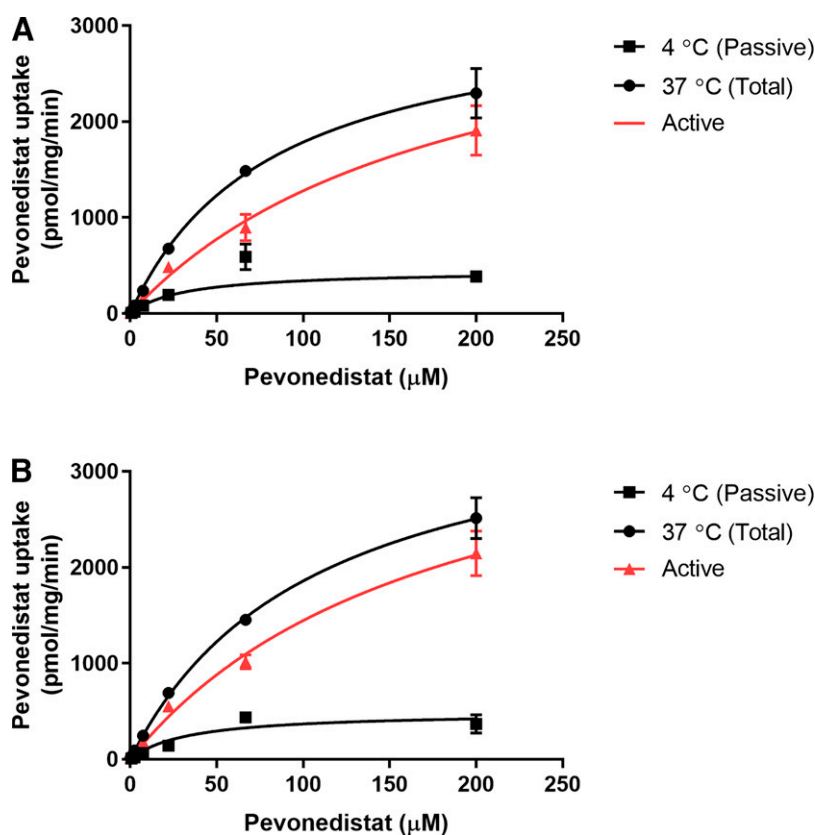 A
3000
2000
1000
0
Pevonedistat uptake
(pmol/mg/min)
0 50 100 150 200 250
Pevonedistat (μM)
4 °C (Passive)
37 °C (Total)
Active
B
3000
2000
1000
0
Pevonedistat uptake
(pmol/mg/min)
0 50 100 150 200 250
Pevonedistat (μM)
4 °C (Passive)
37 °C (Total)
Active